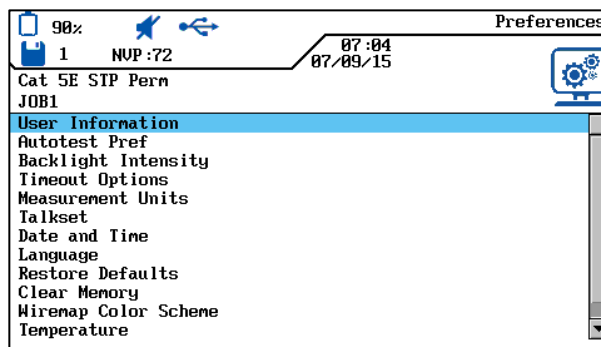 90%
Preferences
1 NVP:72
07:04
07/09/15
Cat 5E STP Perm
JOB1
User Information
Autotest Pref
Backlight Intensity
Timeout Options
Measurement Units
Talkset
Date and Time
Language
Restore Defaults
Clear Memory
Wiremap Color Scheme
Temperature